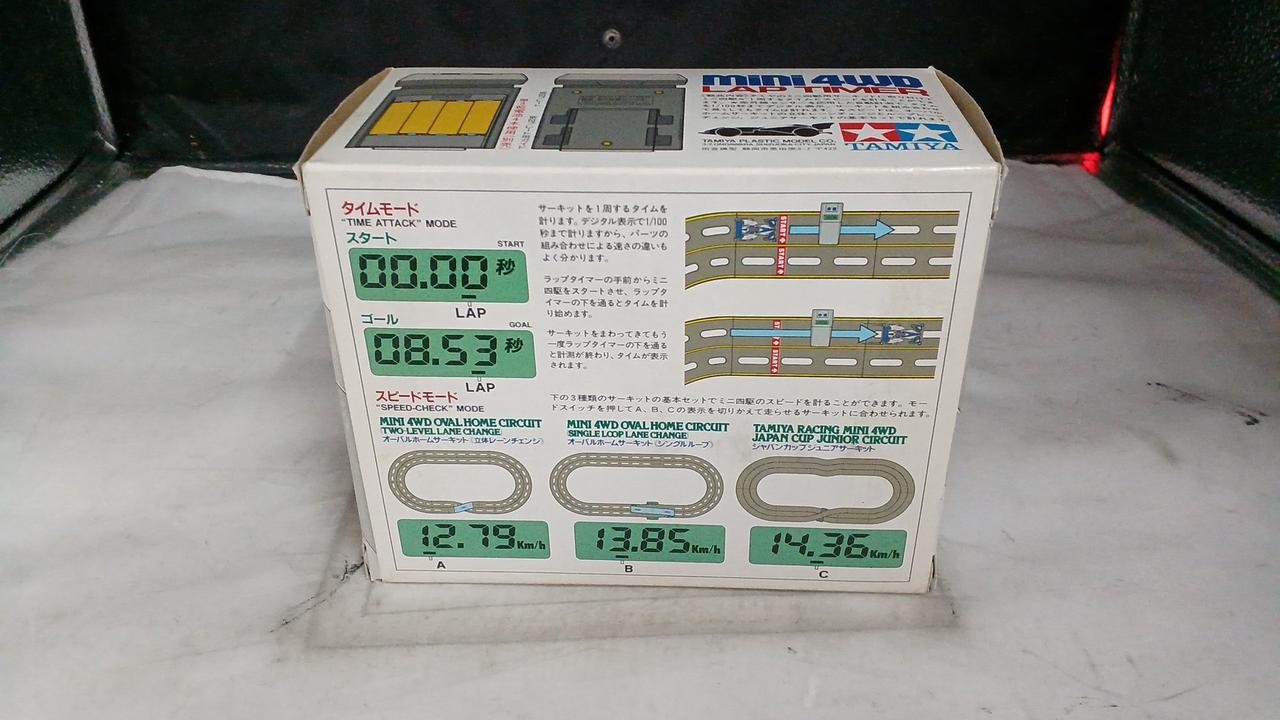 mini 4WD
LAP TIMER
TAMIYA PLASTIC MODEL CO.
TAMIYA
タイムモード
"TIME ATTACK" MODE
スタート
START
00.00秒
LAP
ゴール
GOAL
08.53秒
LAP
サーキットを1周するタイムを
計ります。デジタル表示で1/100
秒まで計りますから、パーツの
組み合わせによる速さの違いも
よく分かります。
ラップタイマーの手前からミニ
四駆をスタートさせ、ラップタ
イマーの下を通るとタイムを計
り始めます。
サーキットをまわってきてもう
一度ラップタイマーの下を通る
と計測が終わり、タイムが表示
されます。
START
START
START
スピードモード
"SPEED-CHECK" MODE
下の3種類のサーキットの基本セットでミニ四駆のスピードを計ることができます。モー
ドスイッチを押してA、B、Cの表示を切りかえて走らせるサーキットに合わせられます。
MINI 4WD OVAL HOME CIRCUIT
TWO-LEVEL LANE CHANGE
オーバルホームサーキット(立体レーンチェンジ)
12.79Km/h
A
MINI 4WD OVAL HOME CIRCUIT
SINGLE LOOP LANE CHANGE
オーバルホームサーキット(シングルループ)
13.85Km/h
B
TAMIYA RACING MINI 4WD
JAPAN CUP JUNIOR CIRCUIT
ジャパンカップジュニアサーキット
14.36Km/h
C